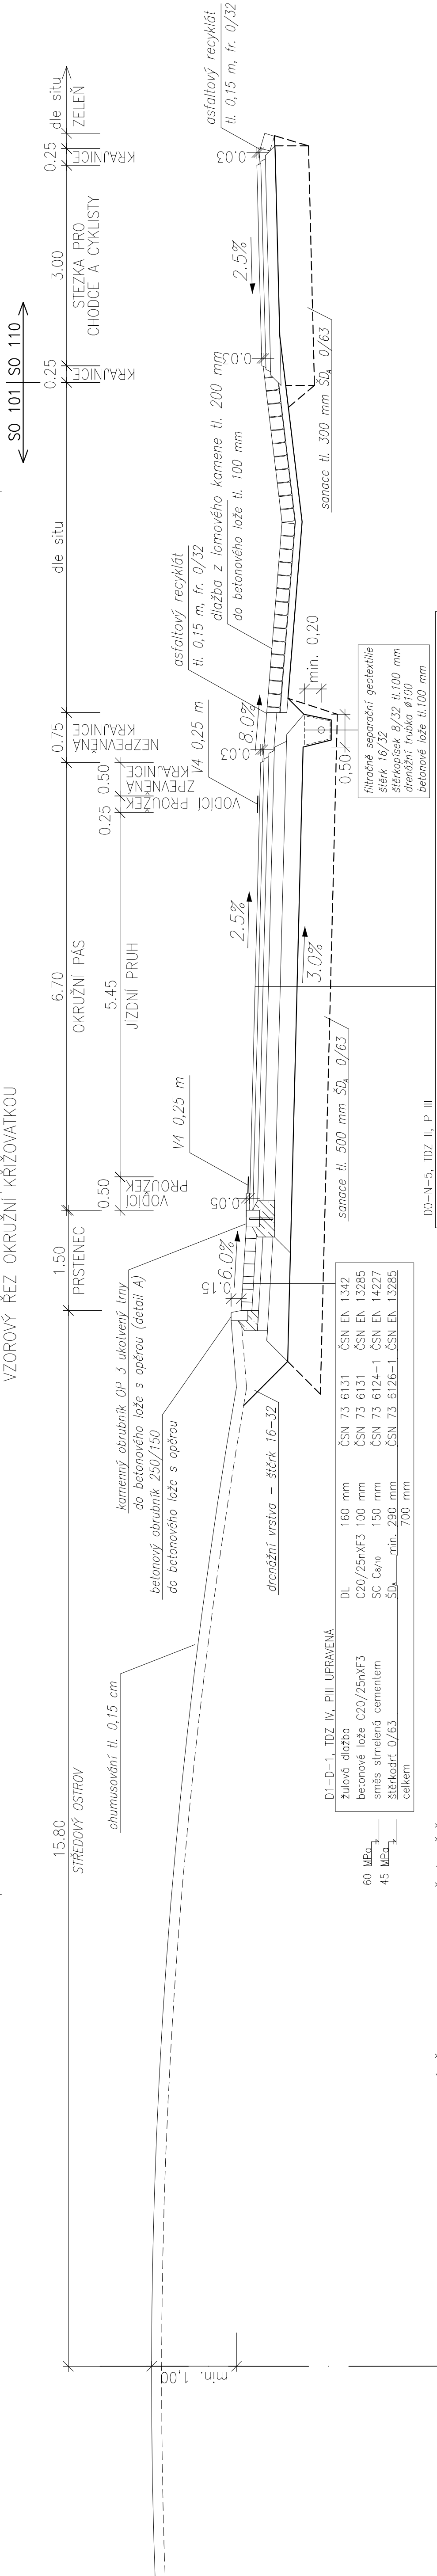 VZOROVÝ ŘEZ OKRUŽNÍ KŘIŽOVATKOU
SO 101
SO 110
15.80
STŘEDOVÝ OSTROV
1.50
PRSTENEC
6.70
OKRUŽNÍ PÁS
0.50
VODÍCÍ
PROUŽEK
5.45
JÍZDNÍ PRUH
0.25
VODÍCÍ PROUŽEK
0.50
ZPEVNĚNÁ
KRAJNICE
0.75
NEZPEVNĚNÁ
KRAJNICE
dle situ
0.25
KRAJNICE
3.00
STEZKA PRO
CHODCE A CYKLISTY
0.25
KRAJNICE
dle situ
ZELEŇ
ohumusování tl. 0,15 cm
kamenný obrubník OP 3 ukotvený trny
do betonového lože s opěrou (detail A)
betonový obrubník 250/150
do betonového lože s opěrou
V4 0,25 m
V4 0,25 m
asfaltový recyklát
tl. 0,15 m, fr. 0/32
dlažba z lomového kamene tl. 200 mm
do betonového lože tl. 100 mm
asfaltový recyklát
tl. 0,15 m, fr. 0/32
min. 1,00
0.15
6.0%
0.05
2.5%
3.0%
0.03
8.0%
0.03
2.5%
0.03
min. 0,20
0,50
drenážní vrstva – štěrk 16–32
sanace tl. 500 mm ŠDA 0/63
sanace tl. 300 mm ŠDA 0/63
filtračně separační geotextilie
štěrk 16/32
štěrkopísek 8/32 tl.100 mm
drenážní trubka ø100
betonové lože tl.100 mm
D1–D–1, TDZ IV, PIII UPRAVENÁ
žulová dlažba DL 160 mm ČSN 73 6131 ČSN EN 1342
betonové lože C20/25nXF3 C20/25nXF3 100 mm ČSN 73 6131 ČSN EN 13285
směs stmelená cementem SC C8/10 150 mm ČSN 73 6124–1 ČSN EN 14227
štěrkodrť 0/63 ŠDA min. 290 mm ČSN 73 6126–1 ČSN EN 13285
celkem 700 mm
60 MPa
45 MPa
D0–N–5, TDZ II, P III